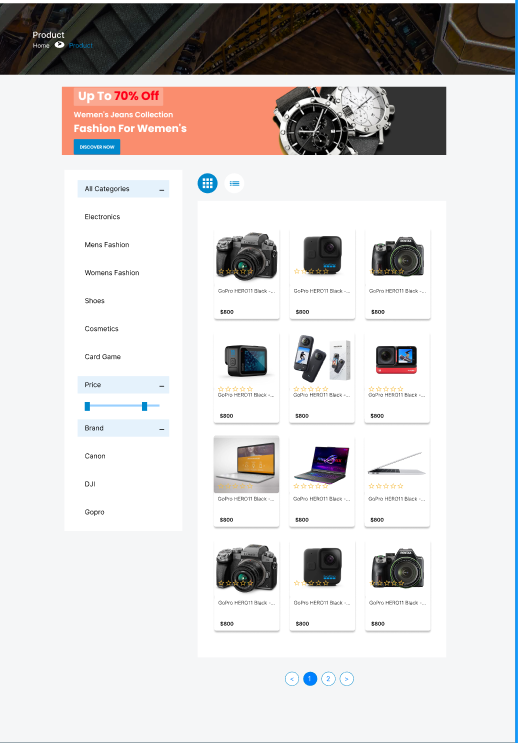 Product
Home Product
Up To 70% Off
Wemen's Jeans Collection
Fashion For Wemen's
DISCOVER NOW
All Categories
Electronics
Mens Fashion
Womens Fashion
Shoes
Cosmetics
Card Game
Price
Brand
Canon
DJI
Gopro
GoPro HERO11 Black -...
GoPro HERO11 Black -...
GoPro HERO11 Black -...
$800
$800
$800
GoPro HERO11 Black -...
GoPro HERO11 Black -...
GoPro HERO11 Black -...
$800
$800
$800
GoPro HERO11 Black -...
GoPro HERO11 Black -...
GoPro HERO11 Black -...
$800
$800
$800
GoPro HERO11 Black -...
GoPro HERO11 Black -...
GoPro HERO11 Black -...
$800
$800
$800
< 1 2 >